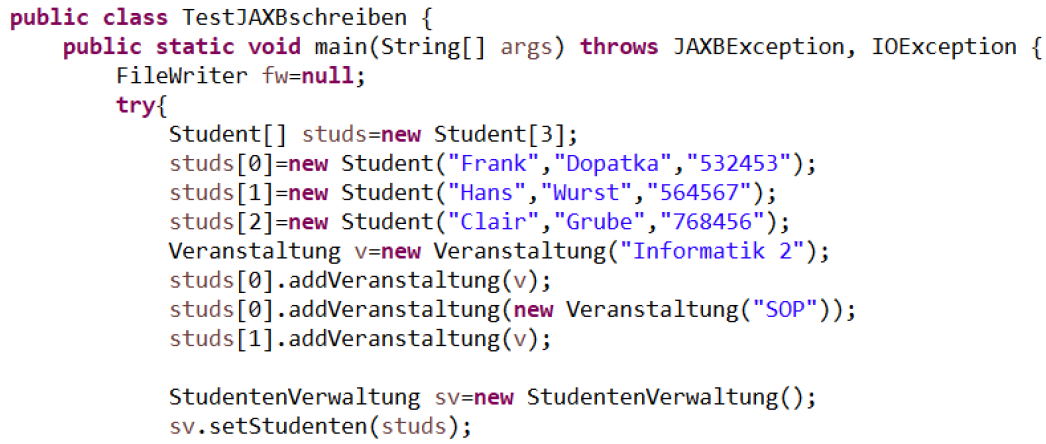 public class TestJAXBschreiben {
    public static void main(String[] args) throws JAXBException, IOException {
        FileWriter fw=null;
        try{
            Student[] studs=new Student[3];
            studs[0]=new Student("Frank","Dopatka","532453");
            studs[1]=new Student("Hans","Wurst","564567");
            studs[2]=new Student("Clair","Grube","768456");
            Veranstaltung v=new Veranstaltung("Informatik 2");
            studs[0].addVeranstaltung(v);
            studs[0].addVeranstaltung(new Veranstaltung("SOP"));
            studs[1].addVeranstaltung(v);

            StudentenVerwaltung sv=new StudentenVerwaltung();
            sv.setStudenten(studs);